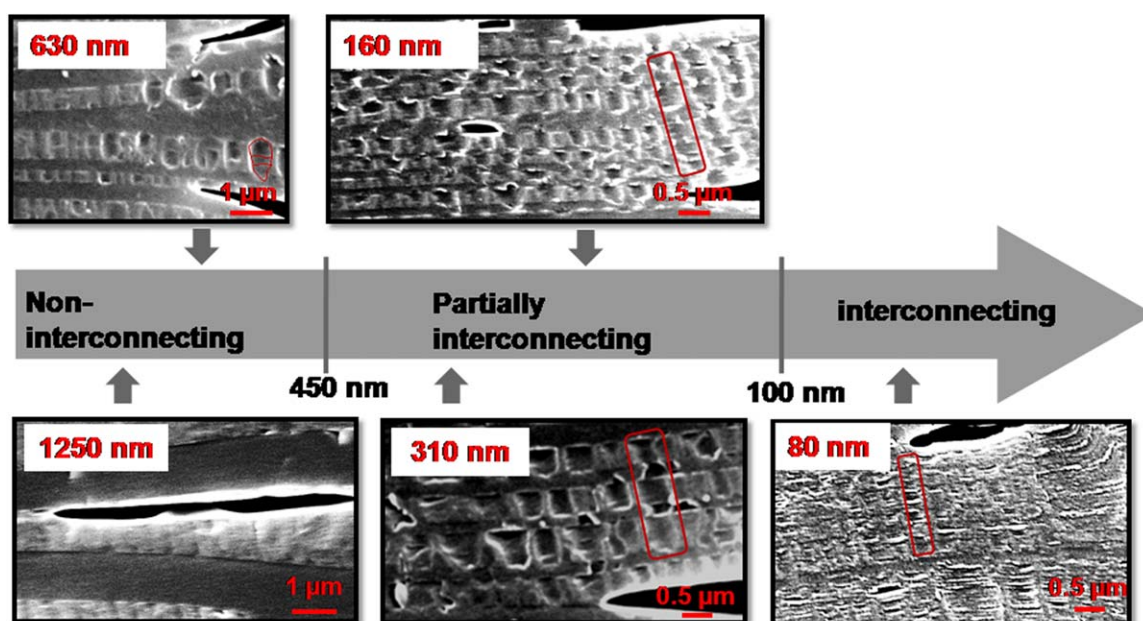 630 nm
1 µm
160 nm
0.5 µm
Non-
interconnecting
Partially
interconnecting
interconnecting
450 nm
100 nm
1250 nm
1 µm
310 nm
0.5 µm
80 nm
0.5 µm